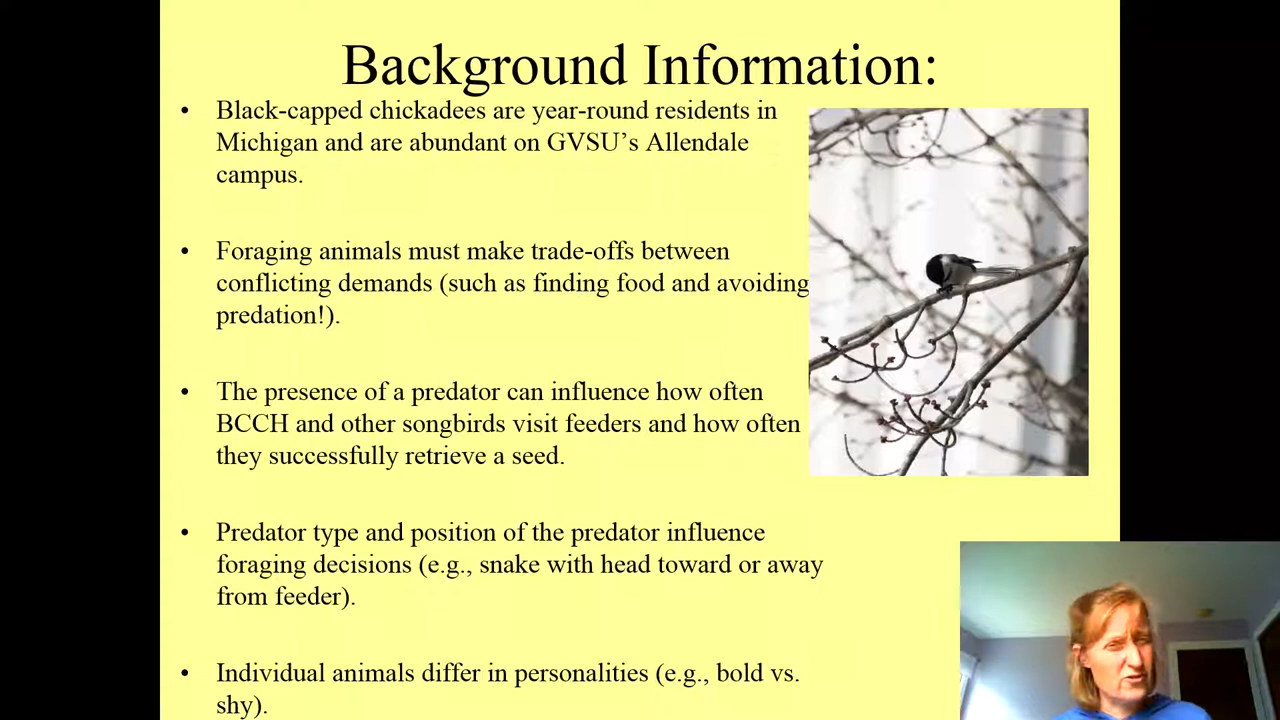 Background Information:
• Black-capped chickadees are year-round residents in
Michigan and are abundant on GVSU’s Allendale
campus.
• Foraging animals must make trade-offs between
conflicting demands (such as finding food and avoiding
predation!).
• The presence of a predator can influence how often
BCCH and other songbirds visit feeders and how often
they successfully retrieve a seed.
• Predator type and position of the predator influence
foraging decisions (e.g., snake with head toward or away
from feeder).
• Individual animals differ in personalities (e.g., bold vs.
shy).